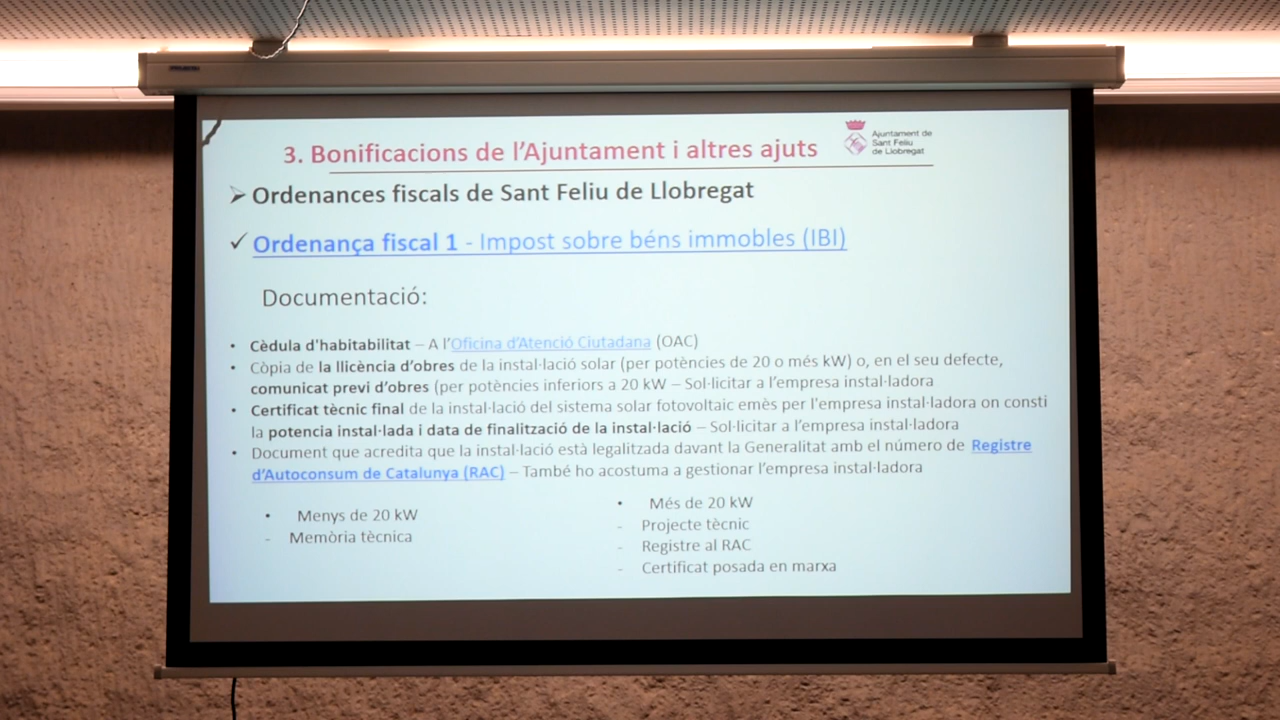 3. Bonificacions de l'Ajuntament i altres ajuts
Ajuntament de
Sant Feliu
de Llobregat
Ordenances fiscals de Sant Feliu de Llobregat
Ordenança fiscal 1 - Impost sobre béns immobles (IBI)
Documentació:
• Cèdula d'habitabilitat – A l'Oficina d'Atenció Ciutadana (OAC)
• Còpia de la llicència d'obres de la instal·lació solar (per potències de 20 o més kW) o, en el seu defecte,
comunicat previ d'obres (per potències inferiors a 20 kW – Sol·licitar a l'empresa instal·ladora
• Certificat tècnic final de la instal·lació del sistema solar fotovoltaic emès per l'empresa instal·ladora on consti
la potencia instal·lada i data de finalització de la instal·lació – Sol·licitar a l'empresa instal·ladora
• Document que acredita que la instal·lació està legalitzada davant la Generalitat amb el número de Registre
d'Autoconsum de Catalunya (RAC) – També ho acostuma a gestionar l'empresa instal·ladora
• Menys de 20 kW
- Memòria tècnica
• Més de 20 kW
- Projecte tècnic
- Registre al RAC
- Certificat posada en marxa